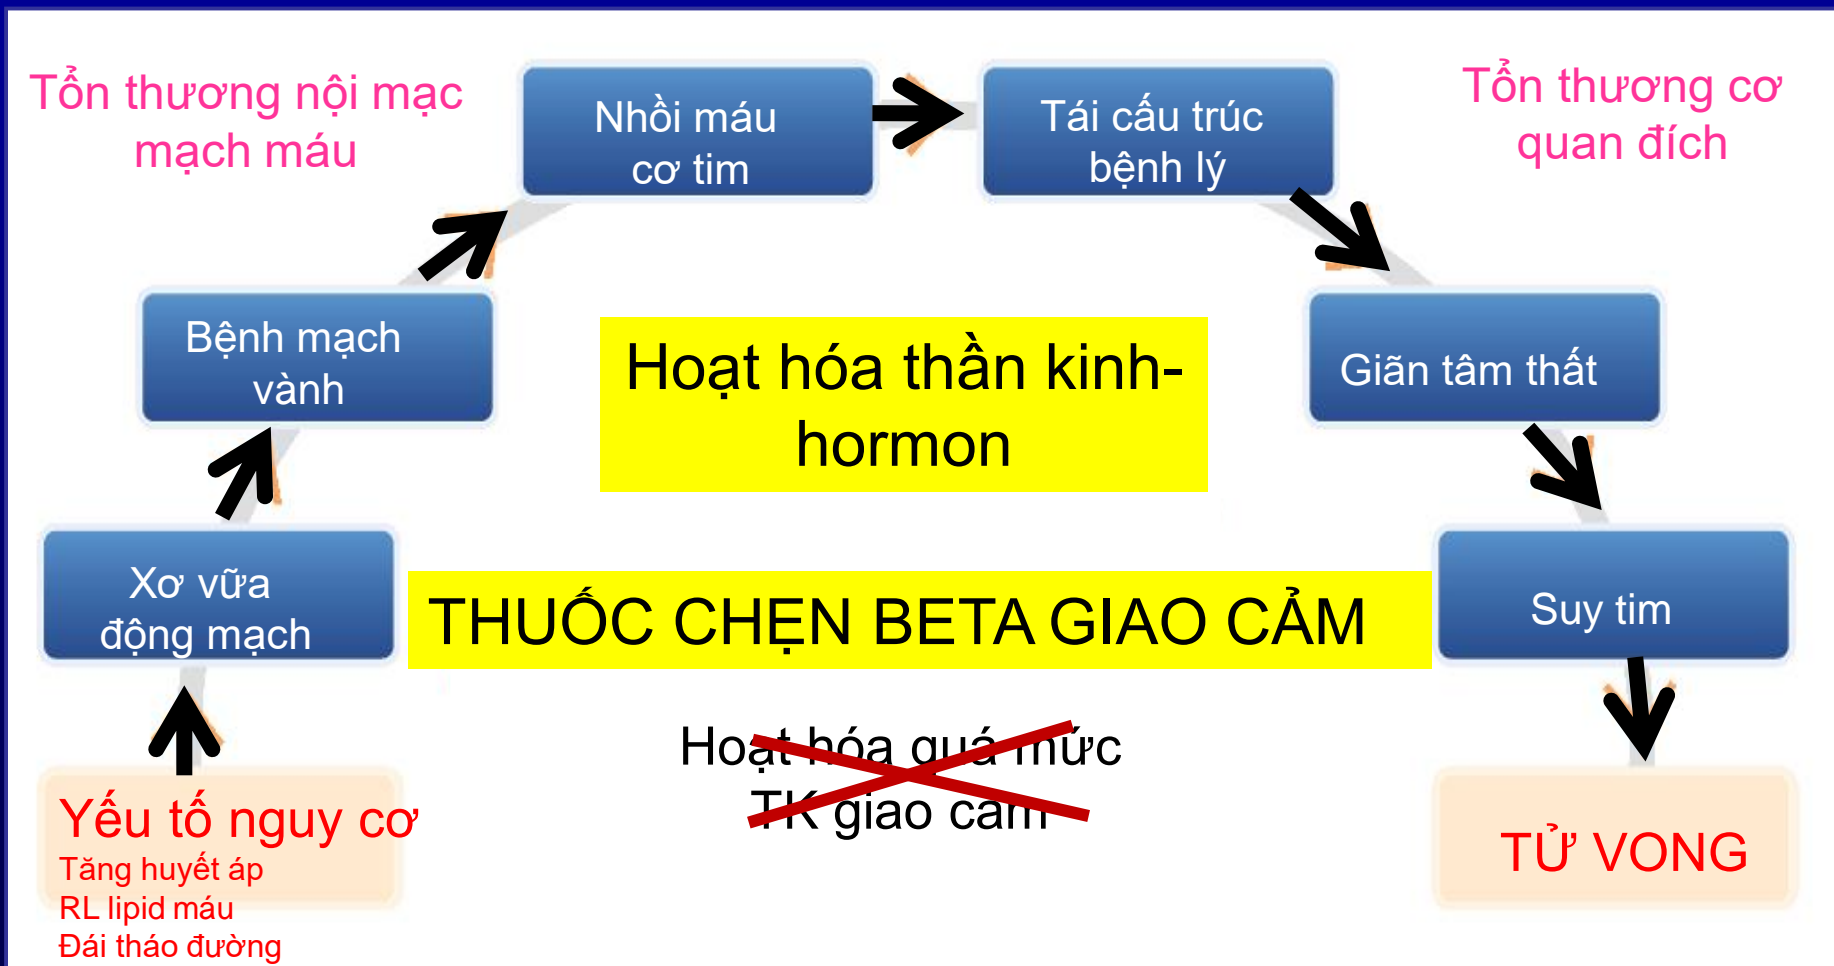 Tổn thương nội mạc
mạch máu
Nhồi máu
cơ tim
Tái cấu trúc
bệnh lý
Tổn thương cơ
quan đích
Bệnh mạch
vành
Hoạt hóa thần kinh-
hormon
Giãn tâm thất
Xơ vữa
động mạch
THUỐC CHẸN BETA GIAO CẢM
Suy tim
Hoạt hóa quá mức
TK giao cảm
Yếu tố nguy cơ
Tăng huyết áp
RL lipid máu
Đái tháo đường
TỬ VONG